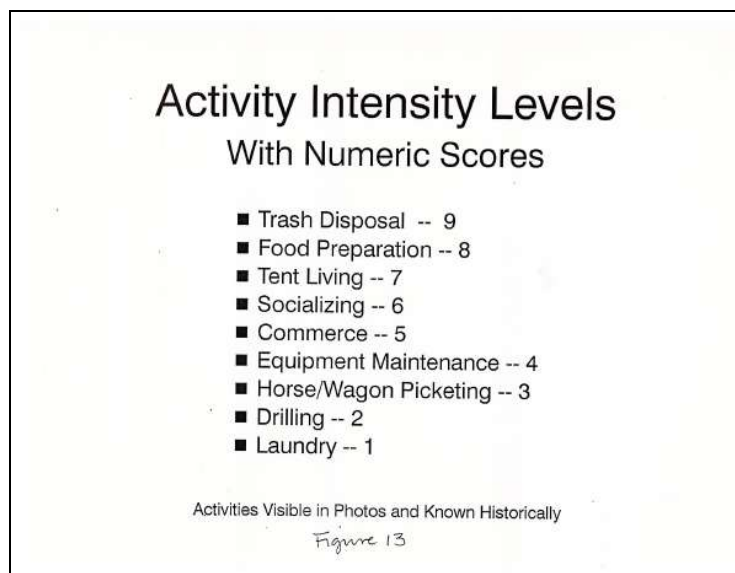 Activity Intensity Levels
With Numeric Scores
■ Trash Disposal -- 9
■ Food Preparation -- 8
■ Tent Living -- 7
■ Socializing -- 6
■ Commerce -- 5
■ Equipment Maintenance -- 4
■ Horse/Wagon Picketing -- 3
■ Drilling -- 2
■ Laundry -- 1
Activities Visible in Photos and Known Historically
Figure 13